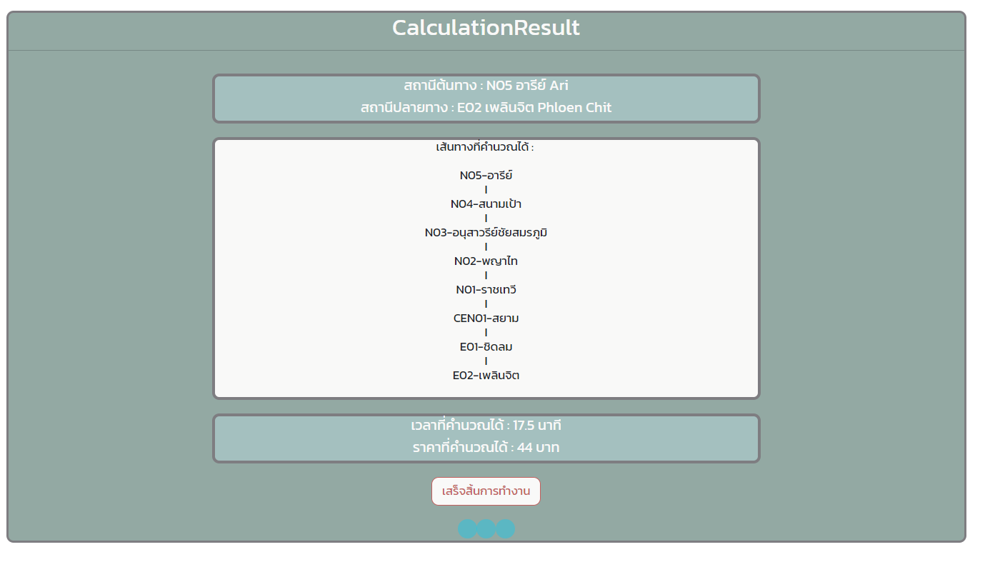 CalculationResult
สถานีต้นทาง : N05 อารีย์ Ari
สถานีปลายทาง : E02 เพลินจิต Phloen Chit
เส้นทางที่คำนวณได้ :
N05-อารีย์
|
N04-สนามเป้า
|
N03-อนุสาวรีย์ชัยสมรภูมิ
|
N02-พญาไท
|
N01-ราชเทวี
|
CEN01-สยาม
|
E01-ชิดลม
|
E02-เพลินจิต
เวลาที่คำนวณได้ : 17.5 นาที
ราคาที่คำนวณได้ : 44 บาท
เสร็จสิ้นการทำงาน